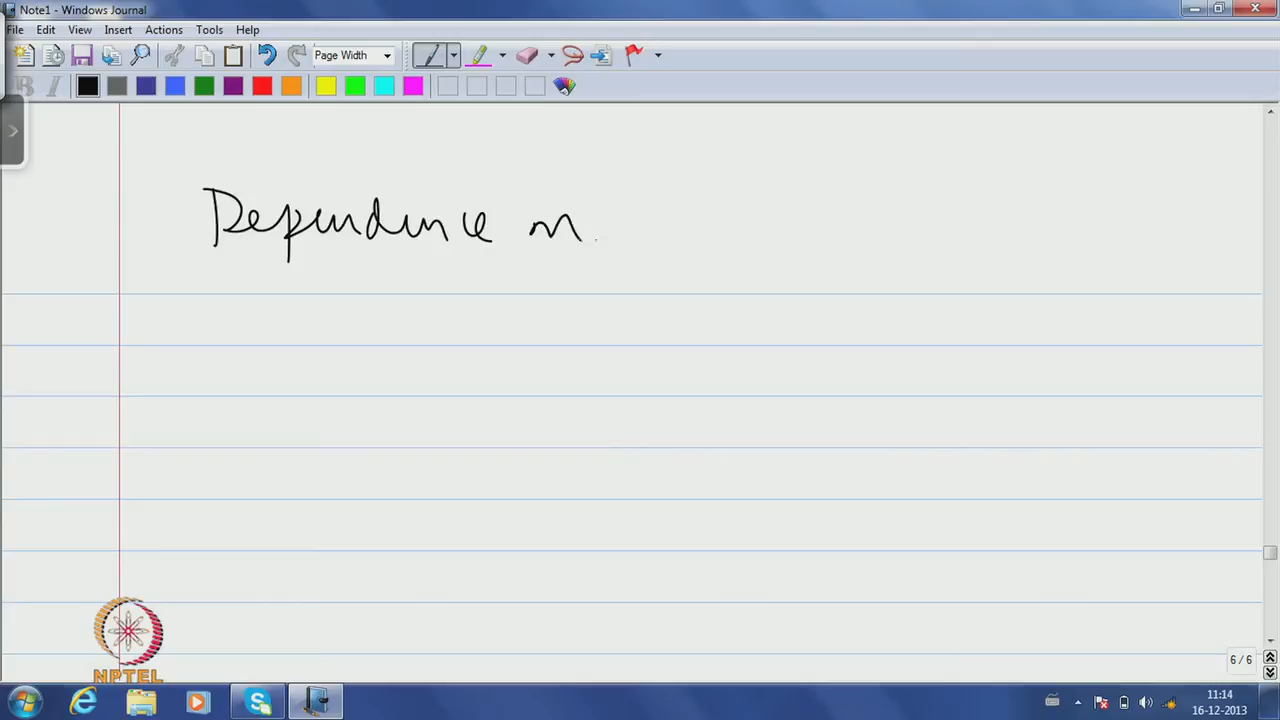 Note1 - Windows Journal
File Edit View Insert Actions Tools Help
Page Width
B I
Dependence m
6 / 6
NPTEL
11:14
16-12-2013